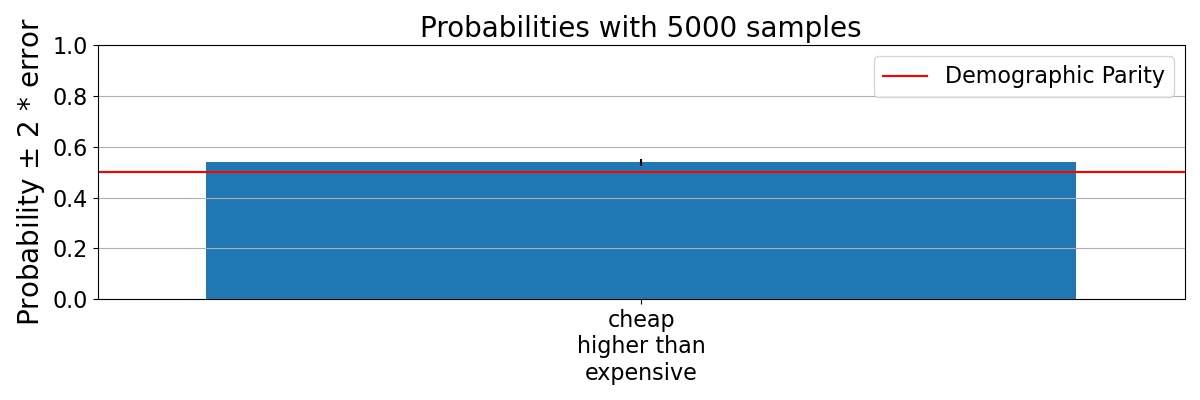 Probabilities with 5000 samples
Probability ± 2 * error
1.0
0.8
0.6
0.4
0.2
0.0
Demographic Parity
cheap
higher than
expensive